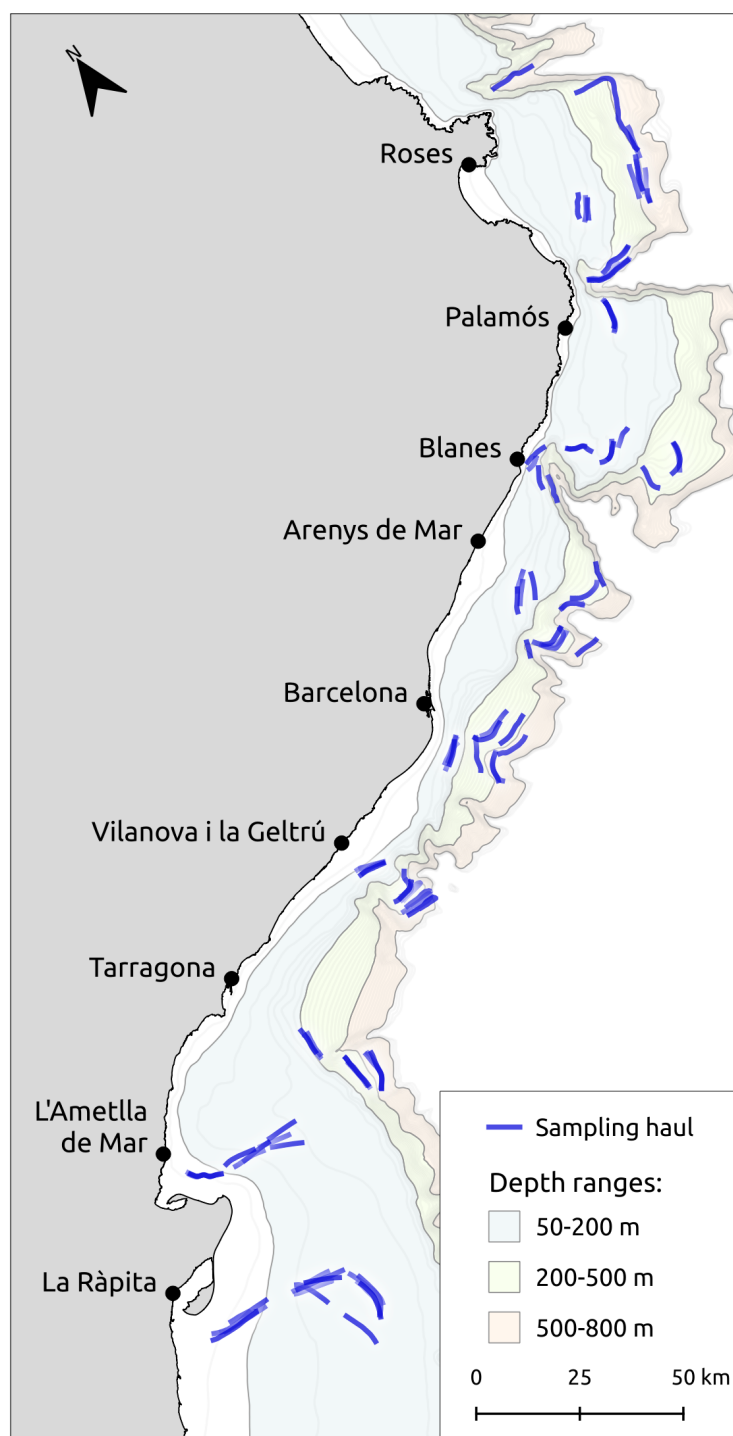 N
Roses
Palamós
Blanes
Arenys de Mar
Barcelona
Vilanova i la Geltrú
Tarragona
L'Ametlla
de Mar
La Ràpita
Sampling haul
Depth ranges:
50-200 m
200-500 m
500-800 m
0 25 50 km